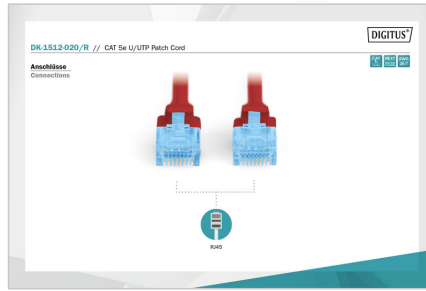 DIGITUS®
DK-1512-020/R // CAT 5e U/UTP Patch Cord
Anschlüsse
Connections
RJ45